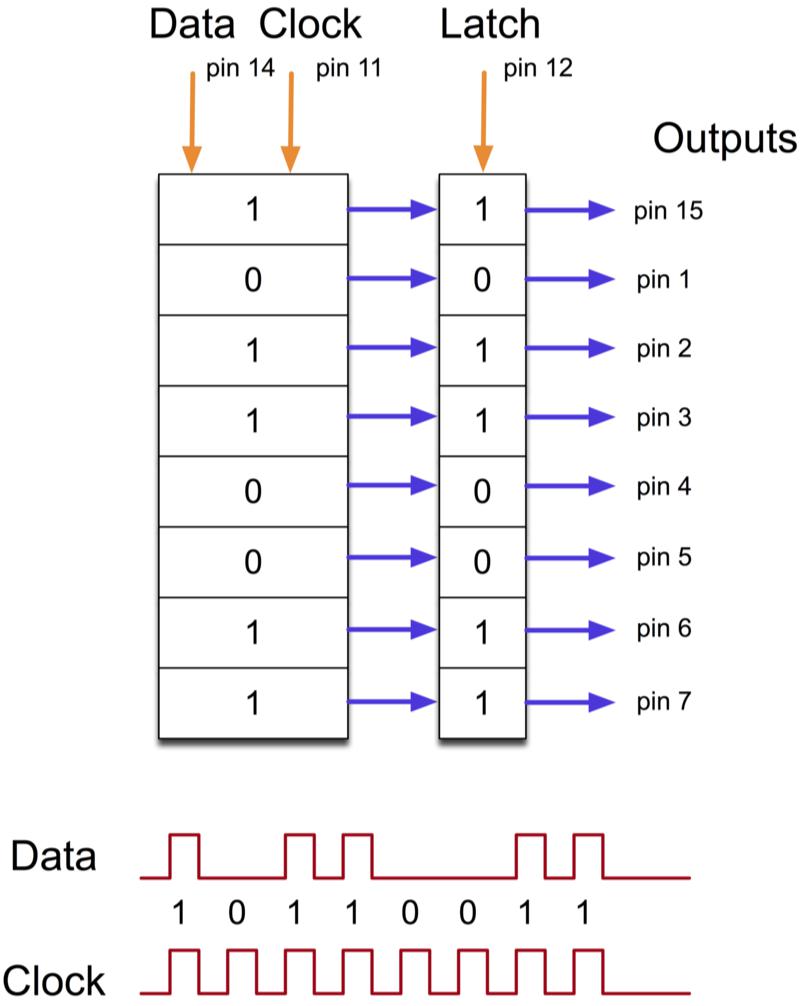 Data Clock Latch
pin 14 pin 11 pin 12
Outputs
1 1 pin 15
0 0 pin 1
1 1 pin 2
1 1 pin 3
0 0 pin 4
0 0 pin 5
1 1 pin 6
1 1 pin 7
Data
1 0 1 1 0 0 1 1
Clock